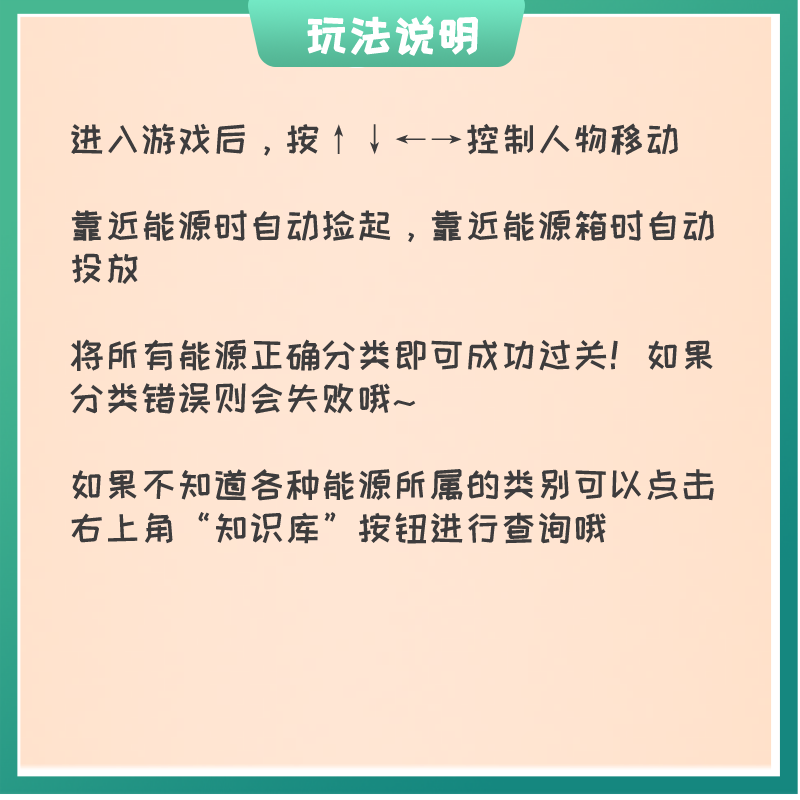 玩法说明
进入游戏后，按↑↓←→控制人物移动
靠近能源时自动捡起，靠近能源箱时自动
投放
将所有能源正确分类即可成功过关！如果
分类错误则会失败哦~
如果不知道各种能源所属的类别可以点击
右上角“知识库”按钮进行查询哦